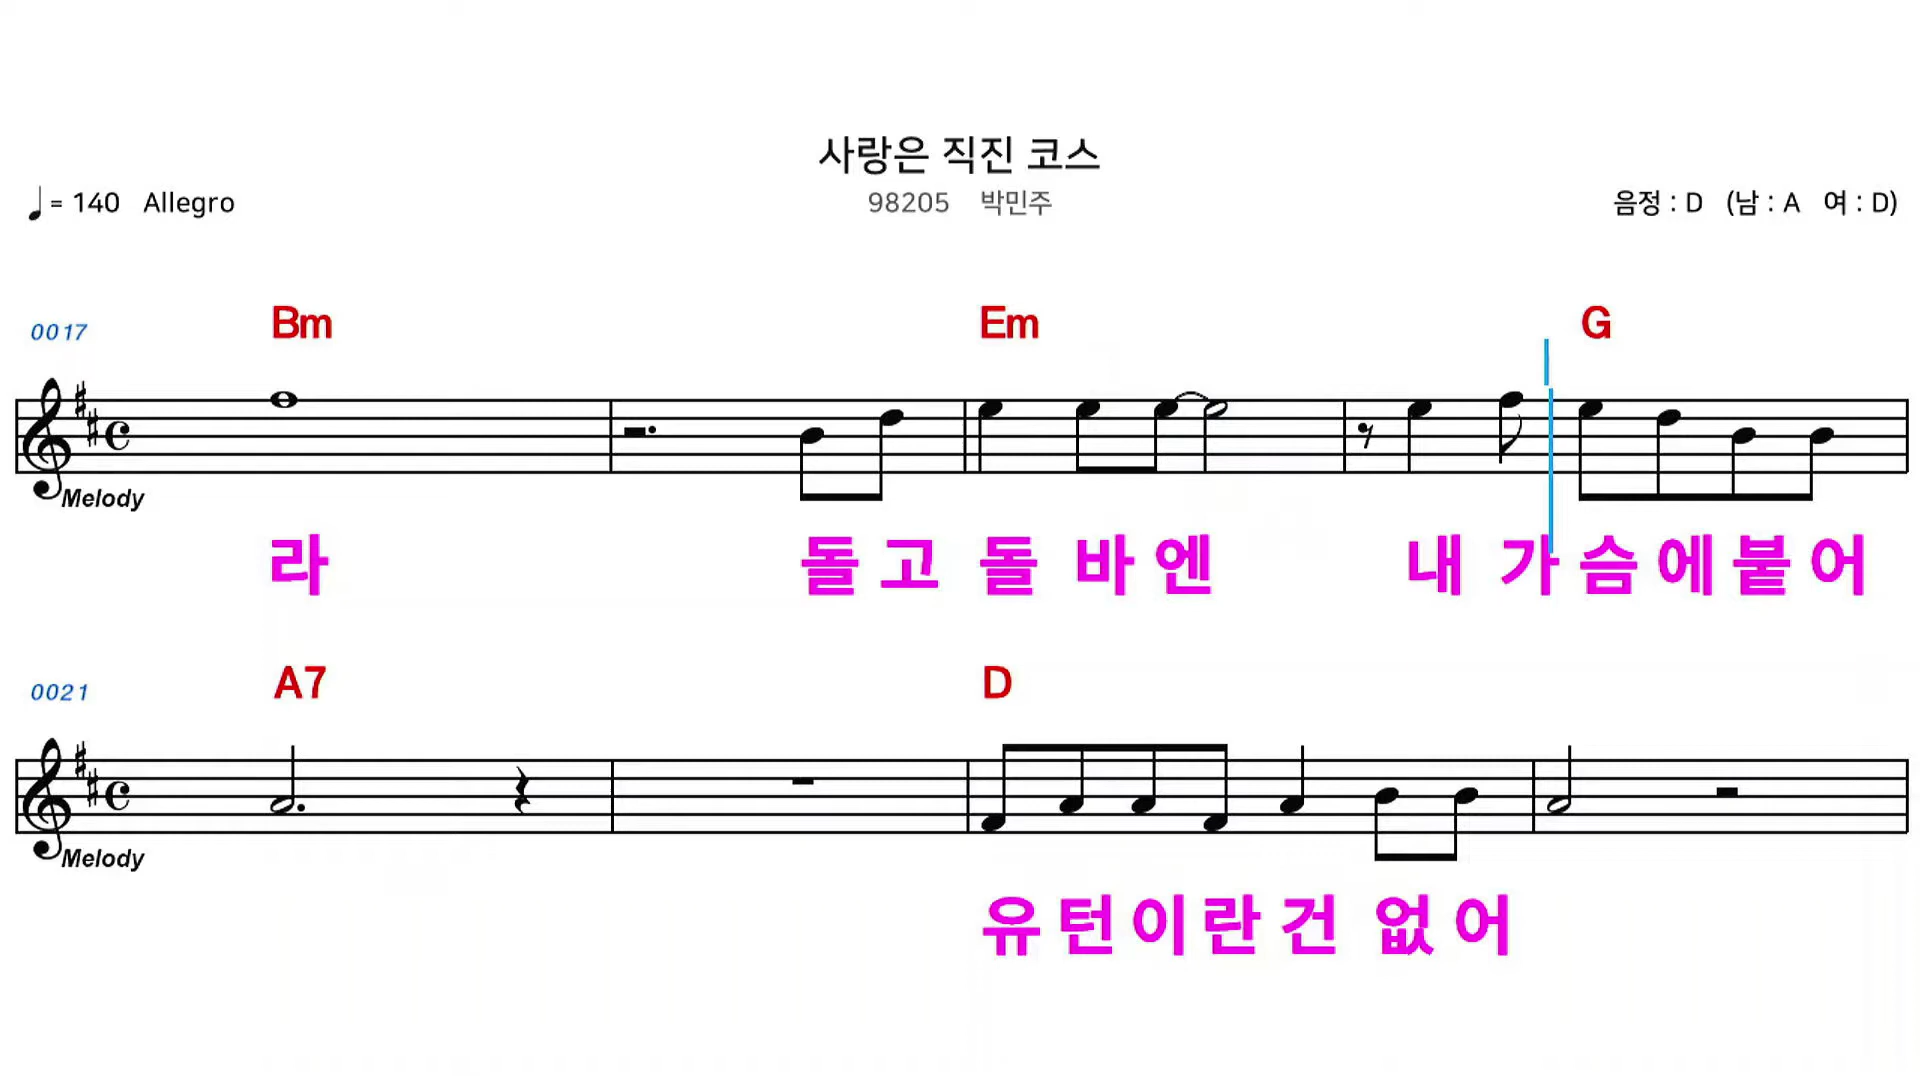 사랑은 직진 코스
= 140 Allegro 98205 박민주 음정 : D (남 : A 여 : D)
0017 Bm Em G
Melody
라 돌 고 돌 바 엔 내 가 슴 에 붙 어
0021 A7 D
Melody
유 턴 이 란 건 없 어